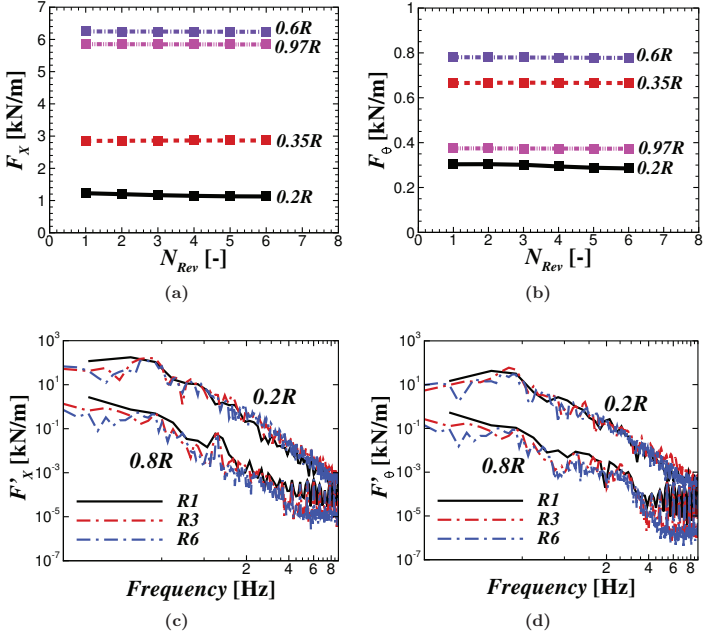 7
6
5
4
3
2
1
0
0 1 2 3 4 5 6 7 8
F_X [kN/m]
N_Rev [-]
0.6R
0.97R
0.35R
0.2R
(a)
1
0.8
0.6
0.4
0.2
0
0 1 2 3 4 5 6 7 8
F_θ [kN/m]
N_Rev [-]
0.6R
0.35R
0.97R
0.2R
(b)
10^3
10^1
10^-1
10^-3
10^-5
10^-7
F'_X [kN/m]
0.2R
0.8R
R1
R3
R6
2 4 6 8
Frequency [Hz]
(c)
10^3
10^1
10^-1
10^-3
10^-5
10^-7
F'_θ [kN/m]
0.2R
0.8R
R1
R3
R6
2 4 6 8
Frequency [Hz]
(d)